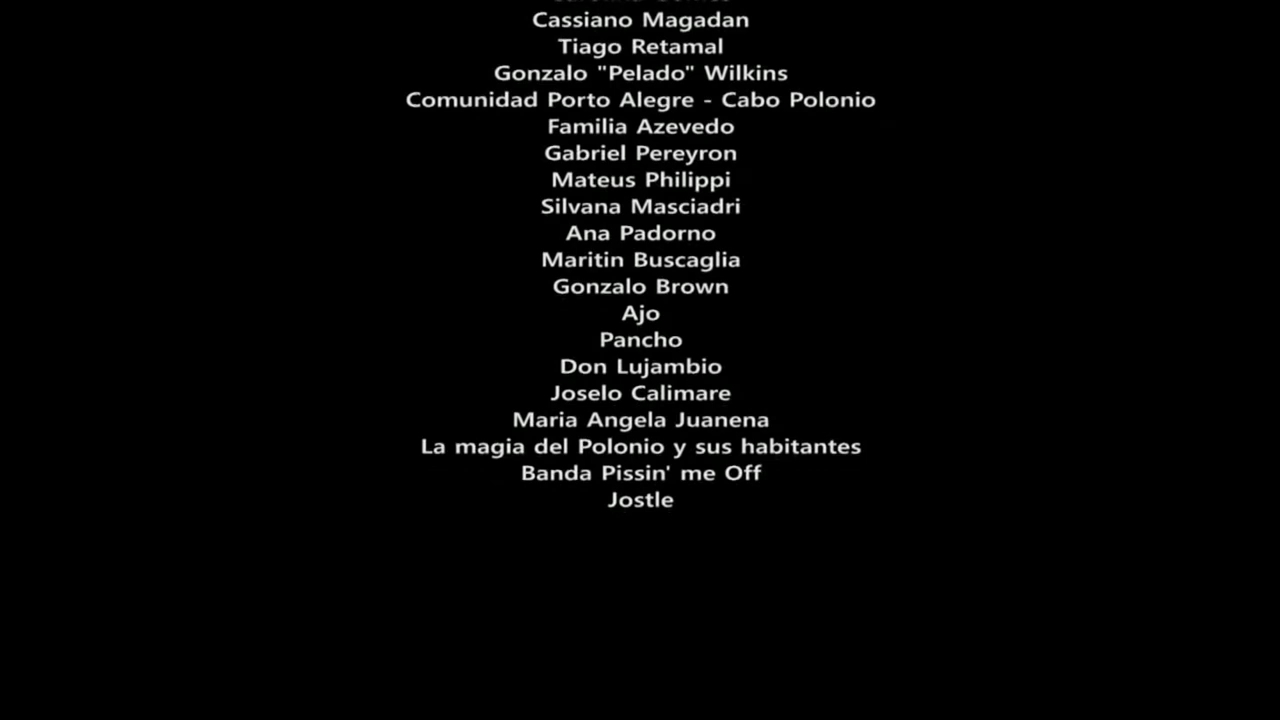 Cassiano Magadan
Tiago Retamal
Gonzalo "Pelado" Wilkins
Comunidad Porto Alegre - Cabo Polonio
Familia Azevedo
Gabriel Pereyron
Mateus Philippi
Silvana Masciadri
Ana Padorno
Maritin Buscaglia
Gonzalo Brown
Ajo
Pancho
Don Lujambio
Joselo Calimare
Maria Angela Juanena
La magia del Polonio y sus habitantes
Banda Pissin' me Off
Jostle